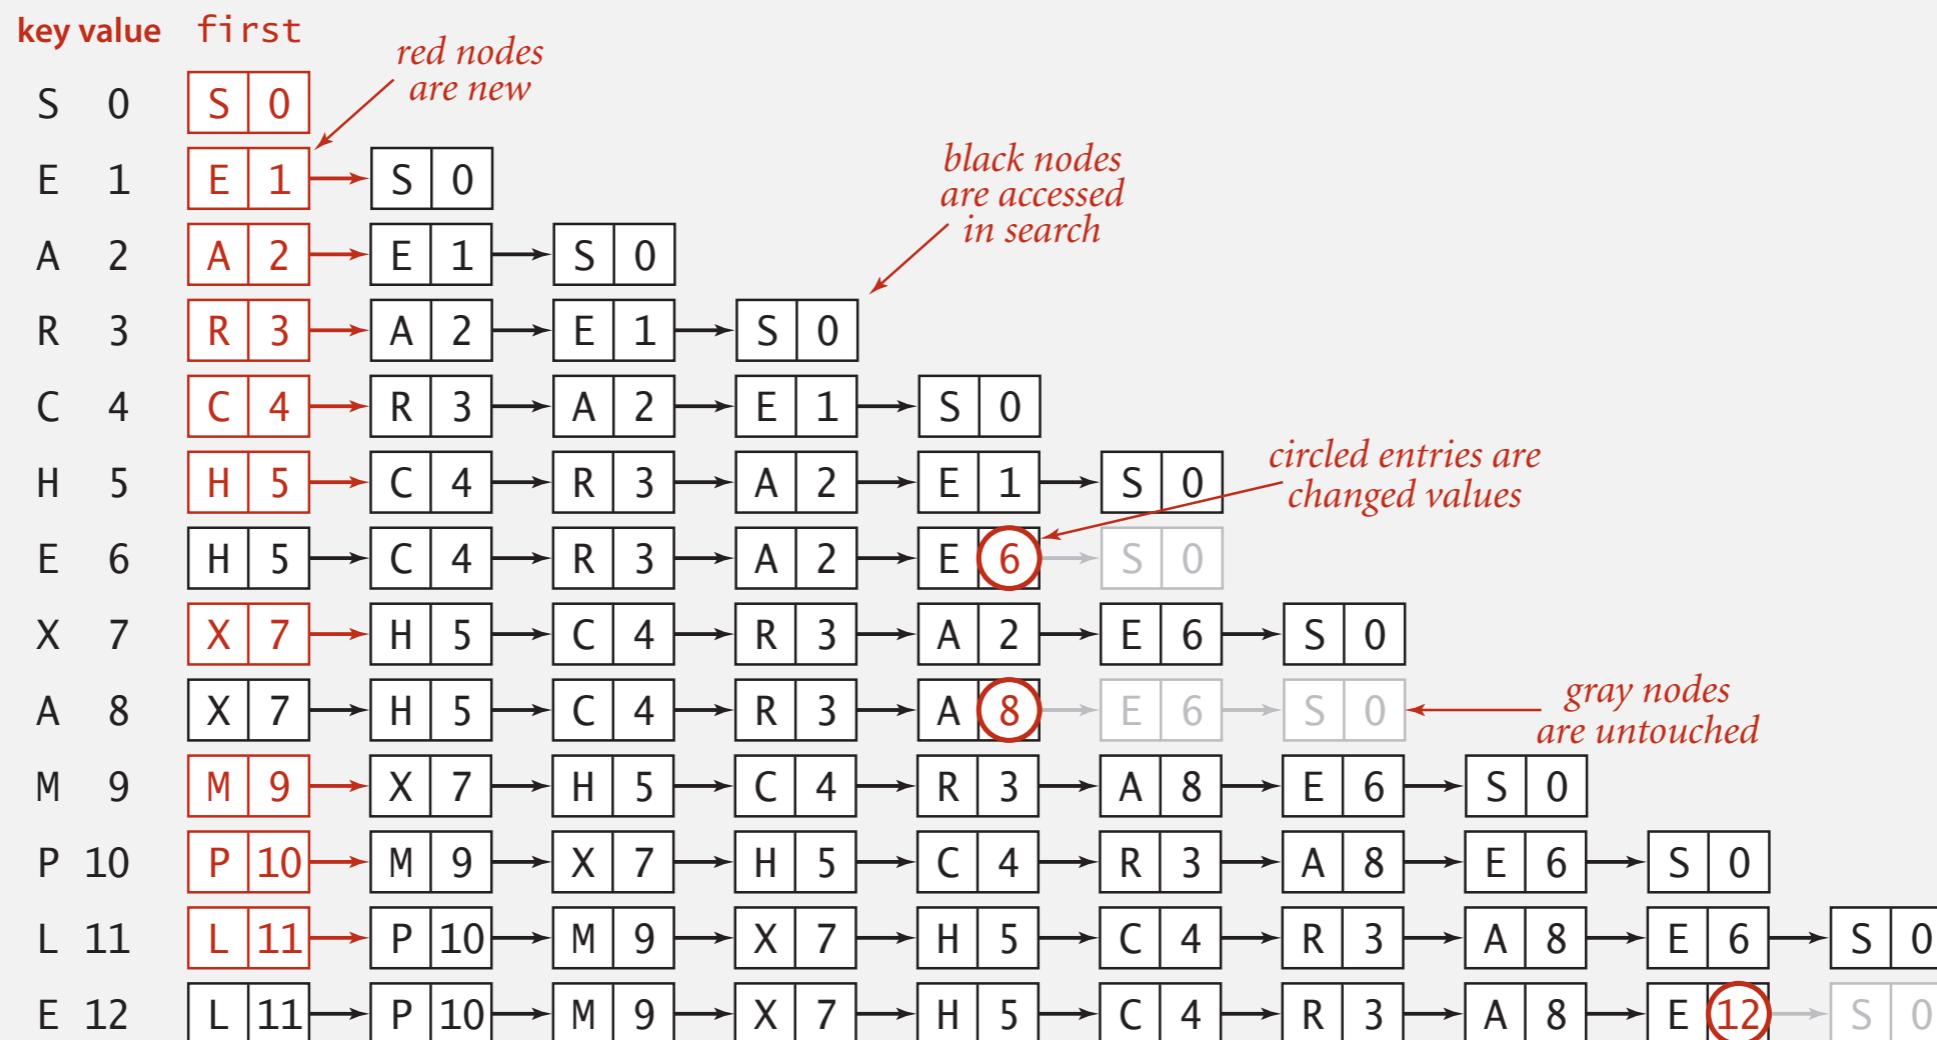 key value first
red nodes
are new
S 0 S 0
E 1 E 1 S 0
black nodes
are accessed
in search
A 2 A 2 E 1 S 0
R 3 R 3 A 2 E 1 S 0
C 4 C 4 R 3 A 2 E 1 S 0
circled entries are
changed values
H 5 H 5 C 4 R 3 A 2 E 1 S 0
E 6 H 5 C 4 R 3 A 2 E 6 S 0
X 7 X 7 H 5 C 4 R 3 A 2 E 6 S 0
gray nodes
are untouched
A 8 X 7 H 5 C 4 R 3 A 8 E 6 S 0
M 9 M 9 X 7 H 5 C 4 R 3 A 8 E 6 S 0
P 10 P 10 M 9 X 7 H 5 C 4 R 3 A 8 E 6 S 0
L 11 L 11 P 10 M 9 X 7 H 5 C 4 R 3 A 8 E 6 S 0
E 12 L 11 P 10 M 9 X 7 H 5 C 4 R 3 A 8 E 12 S 0